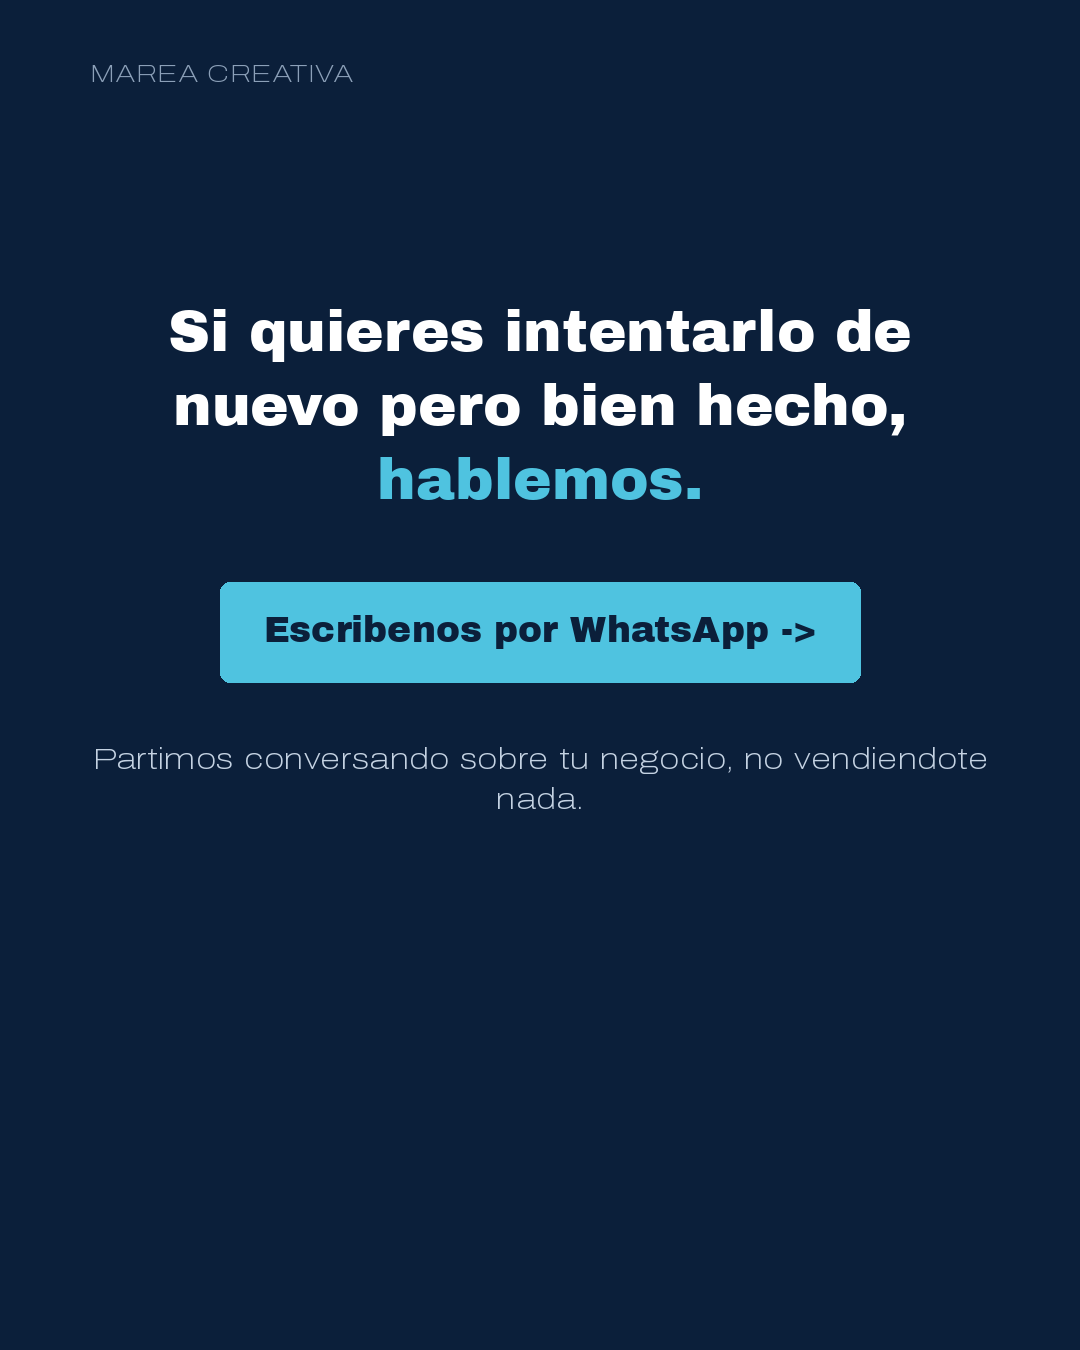 MAREA CREATIVA
Si quieres intentarlo de
nuevo pero bien hecho,
hablemos.
Escribenos por WhatsApp ->
Partimos conversando sobre tu negocio, no vendiendote
nada.